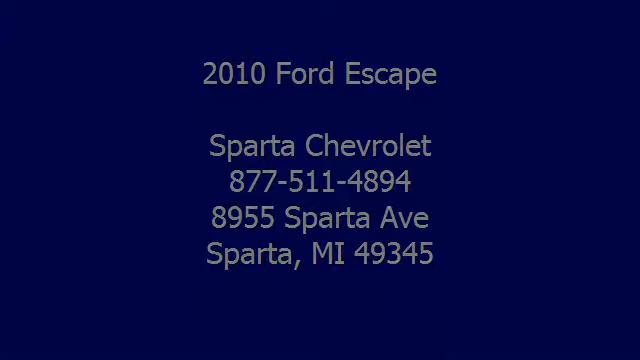 2010 Ford Escape
Sparta Chevrolet
877-511-4894
8955 Sparta Ave
Sparta, MI 49345